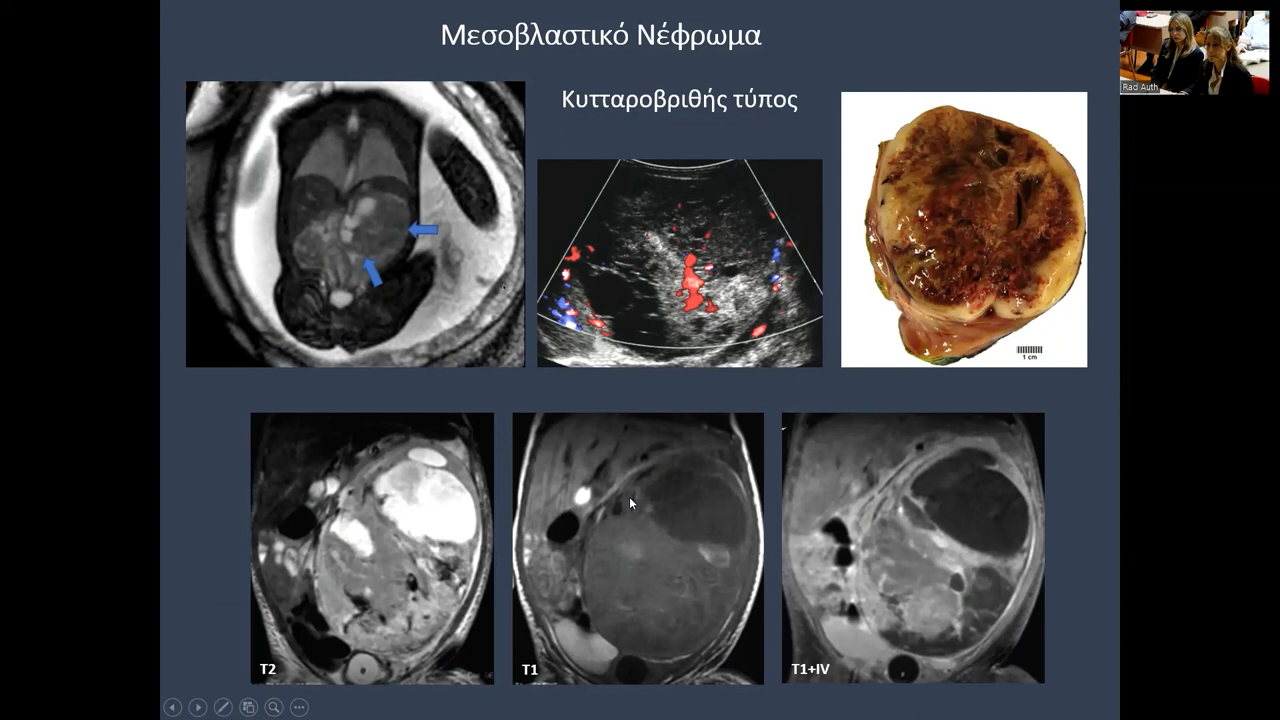 Μεσοβλαστικό Νέφρωμα
Κυτταροβριθής τύπος
Rad Auth
1 cm
T2
T1
T1+IV